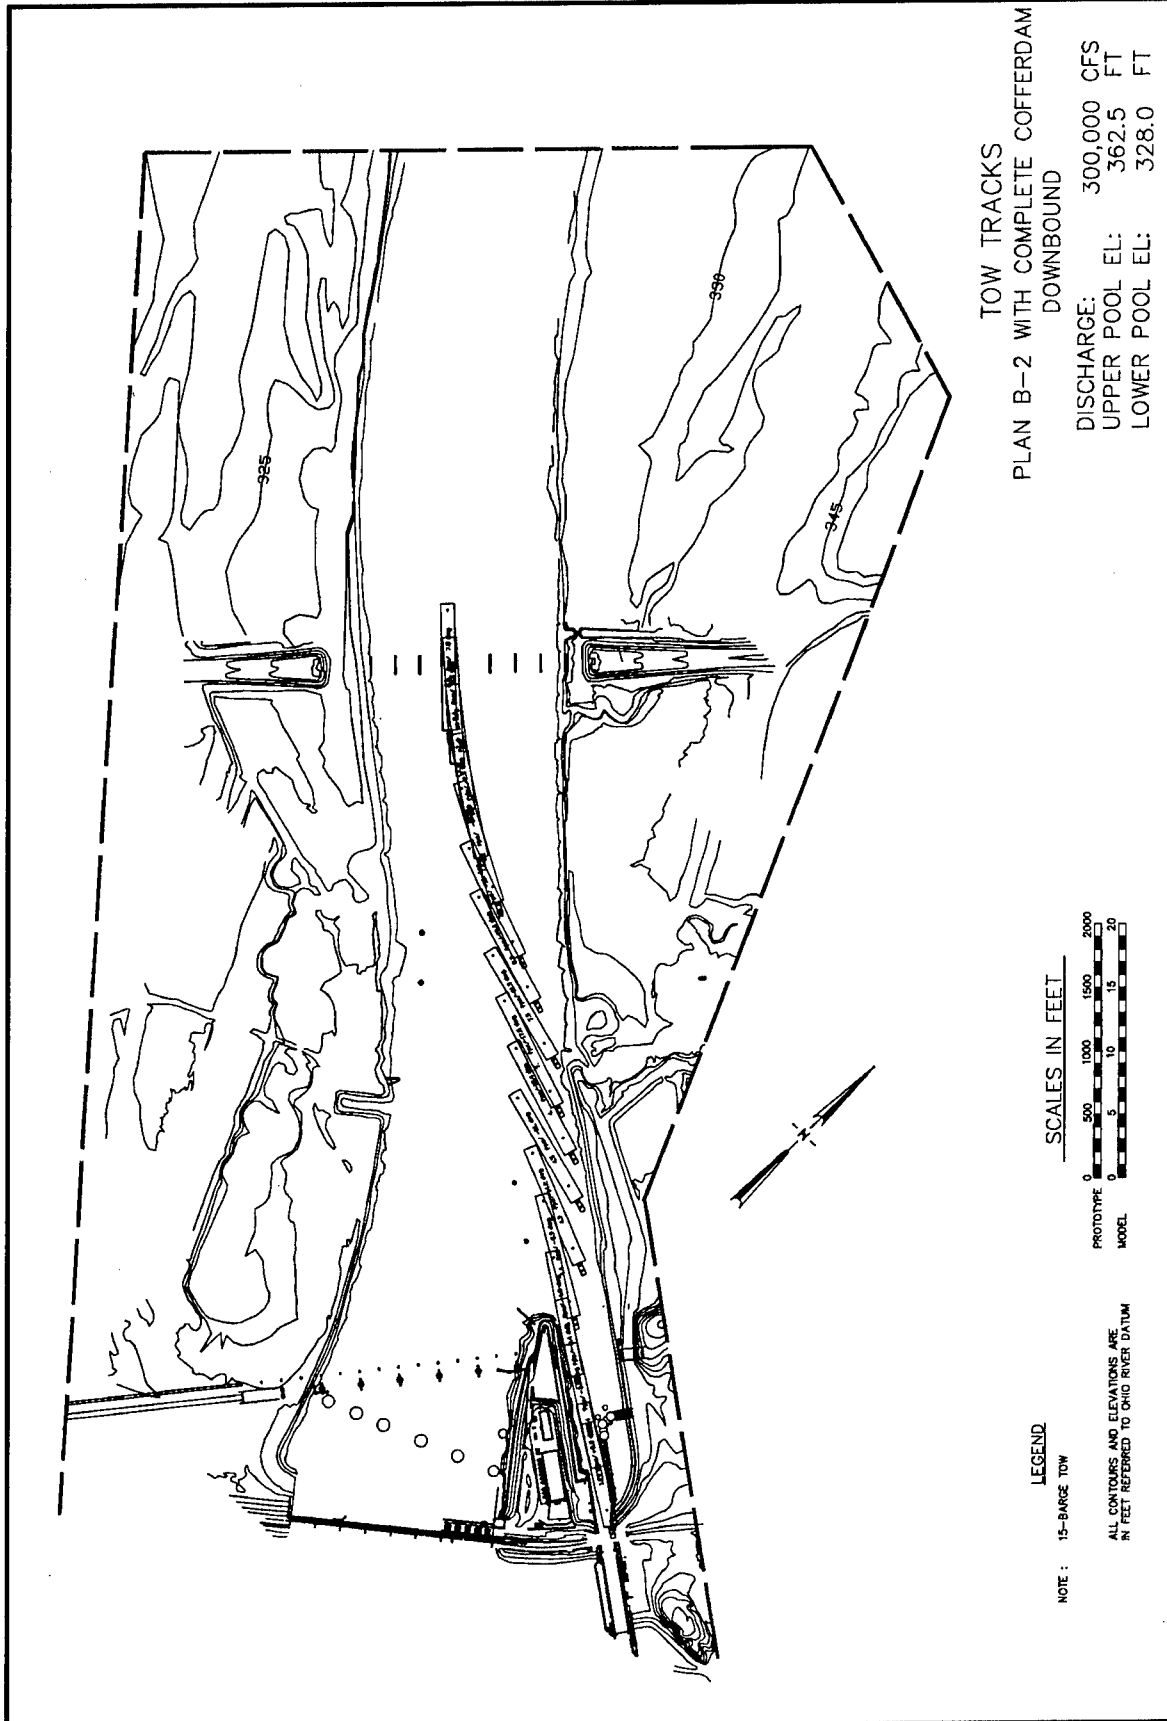 TOW TRACKS
PLAN B-2 WITH COMPLETE COFFERDAM
DOWNBOUND
DISCHARGE: 300,000 CFS
UPPER POOL EL: 362.5 FT
LOWER POOL EL: 328.0 FT
325
330
345
N
SCALES IN FEET
PROTOTYPE 0 500 1000 1500 2000
MODEL 0 5 10 15 20
LEGEND
NOTE : 15-BARGE TOW
ALL CONTOURS AND ELEVATIONS ARE
IN FEET REFERRED TO OHIO RIVER DATUM